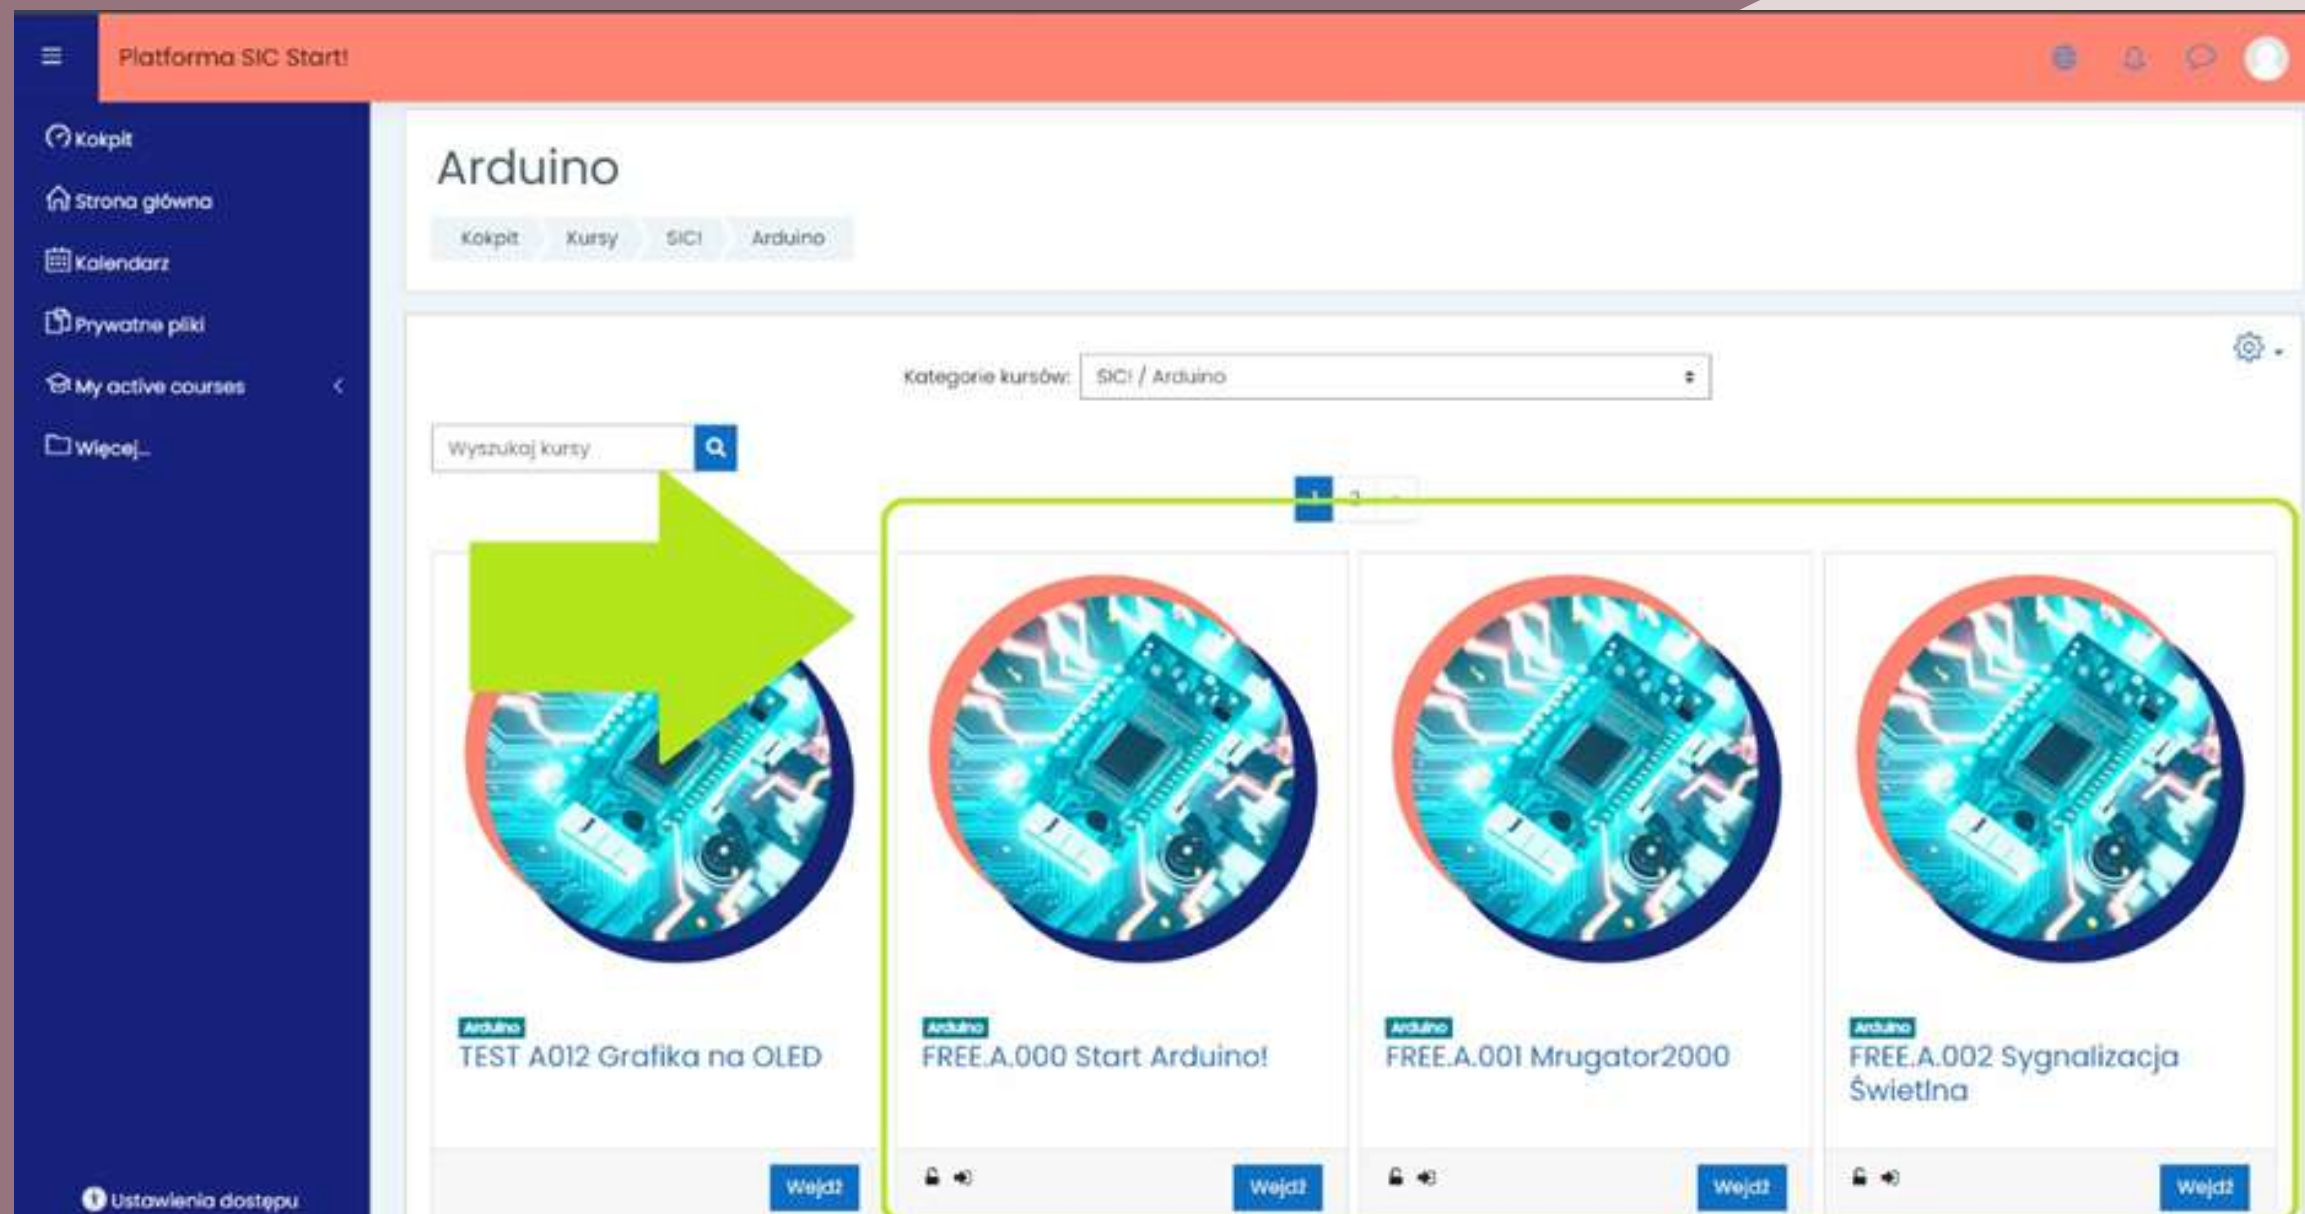 Platforma SIC Start!
Kokpit
Strona główna
Kalendarz
Prywatne pliki
My active courses
Więcej...
Ustawienia dostępu
Arduino
Kokpit Kursy SIC! Arduino
Kategorie kursów: SIC! / Arduino
Wyszukaj kursy
1 2 »
Arduino
TEST A012 Grafika na OLED
Wejdź
Arduino
FREE.A.000 Start Arduino!
Wejdź
Arduino
FREE.A.001 Mrugator2000
Wejdź
Arduino
FREE.A.002 Sygnalizacja
Świetlna
Wejdź